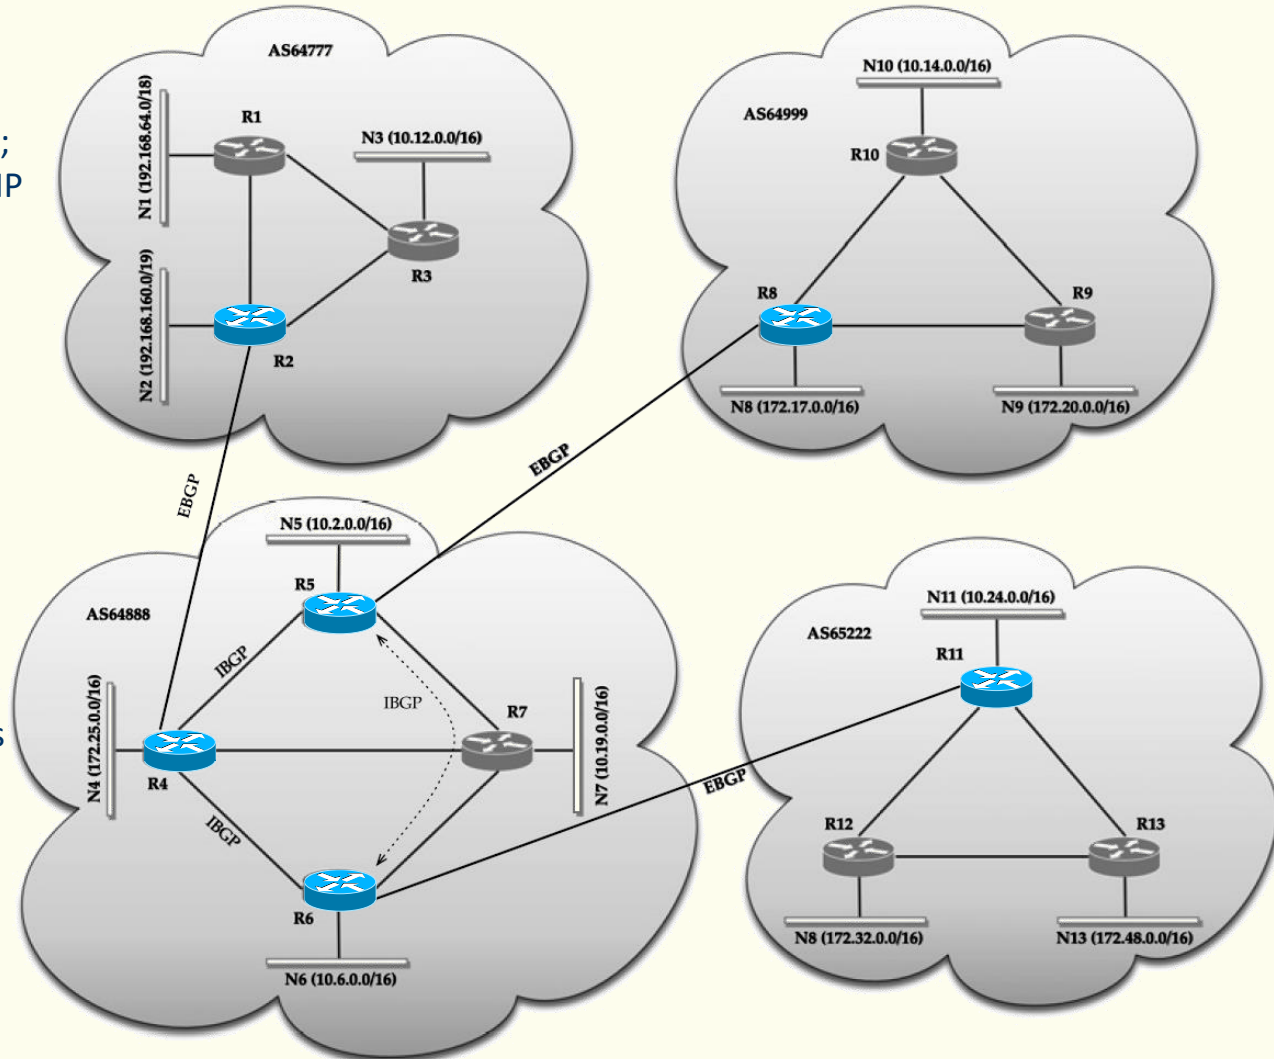 ;
IP
s
AS64777
N1 (192.168.64.0/18)
R1
N3 (10.12.0.0/16)
R3
N2 (192.168.160.0/19)
R2
N10 (10.14.0.0/16)
AS64999
R10
R8
R9
N8 (172.17.0.0/16)
N9 (172.20.0.0/16)
EBGP
EBGP
N5 (10.2.0.0/16)
R5
AS64888
IBGP
IBGP
R7
N4 (172.25.0.0/16)
R4
N7 (10.19.0.0/16)
IBGP
R6
N6 (10.6.0.0/16)
EBGP
N11 (10.24.0.0/16)
AS65222
R11
R12
R13
N8 (172.32.0.0/16)
N13 (172.48.0.0/16)